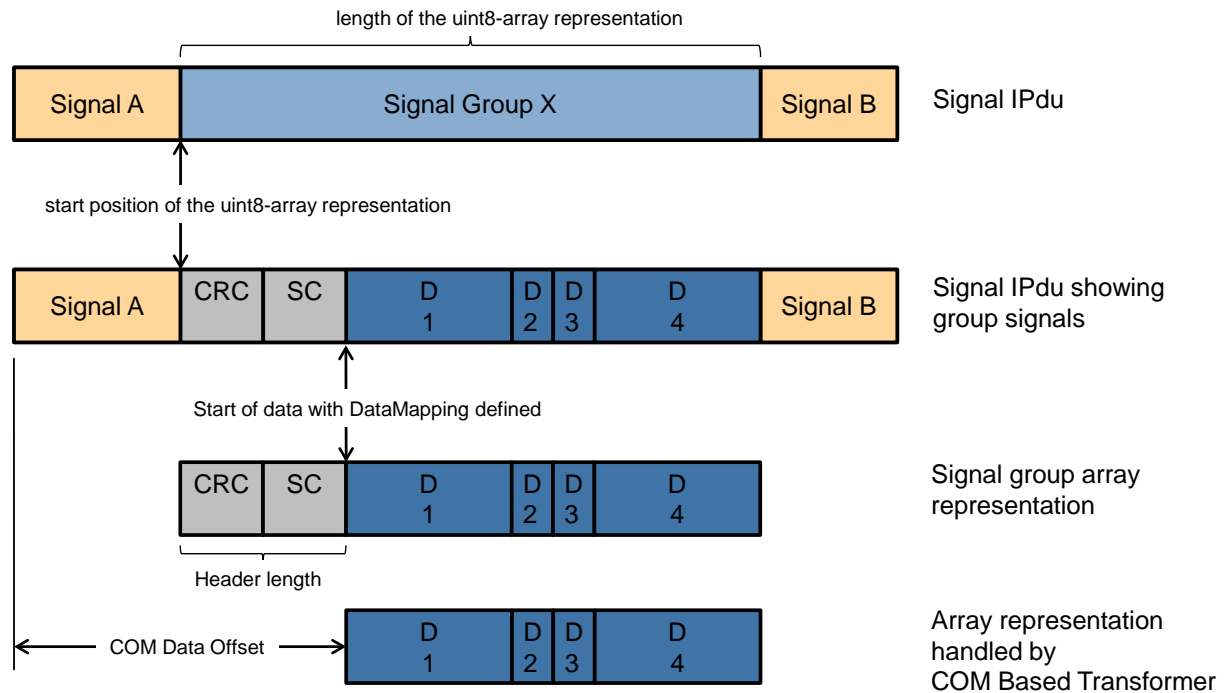 length of the uint8-array representation
Signal A
Signal Group X
Signal B
Signal IPdu
start position of the uint8-array representation
Signal A
CRC
SC
D
1
D
2
D
3
D
4
Signal B
Signal IPdu showing
group signals
Start of data with DataMapping defined
CRC
SC
D
1
D
2
D
3
D
4
Signal group array
representation
Header length
COM Data Offset
D
1
D
2
D
3
D
4
Array representation
handled by
COM Based Transformer